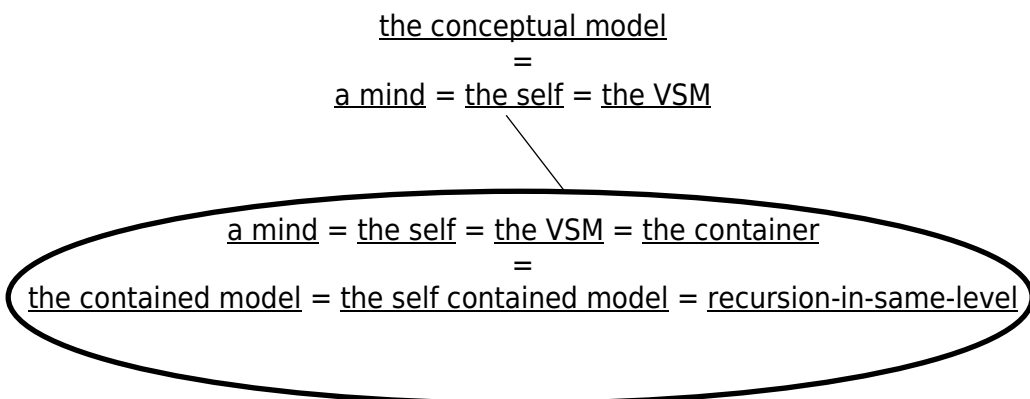 the conceptual model
=
a mind = the self = the VSM
a mind = the self = the VSM = the container
=
the contained model = the self contained model = recursion-in-same-level